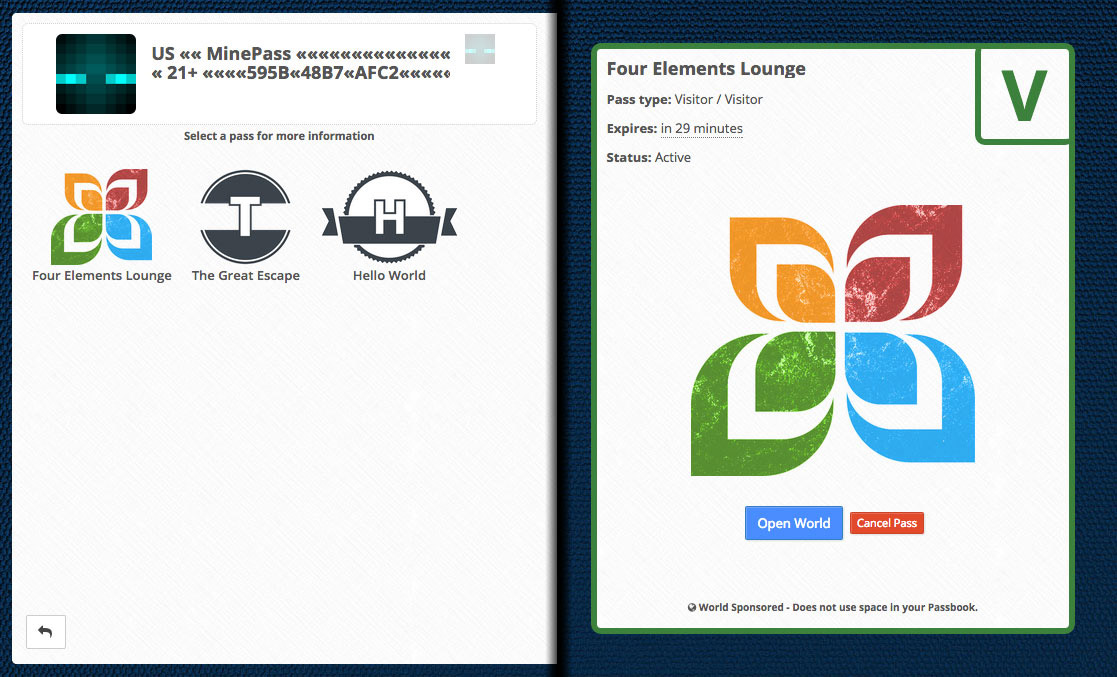 US «« MinePass ««««««««««««««
« 21+ ««««595B«48B7«AFC2«««««
Select a pass for more information
T
H
Four Elements Lounge
The Great Escape
Hello World
Four Elements Lounge
V
Pass type: Visitor / Visitor
Expires: in 29 minutes
Status: Active
Open World
Cancel Pass
World Sponsored - Does not use space in your Passbook.